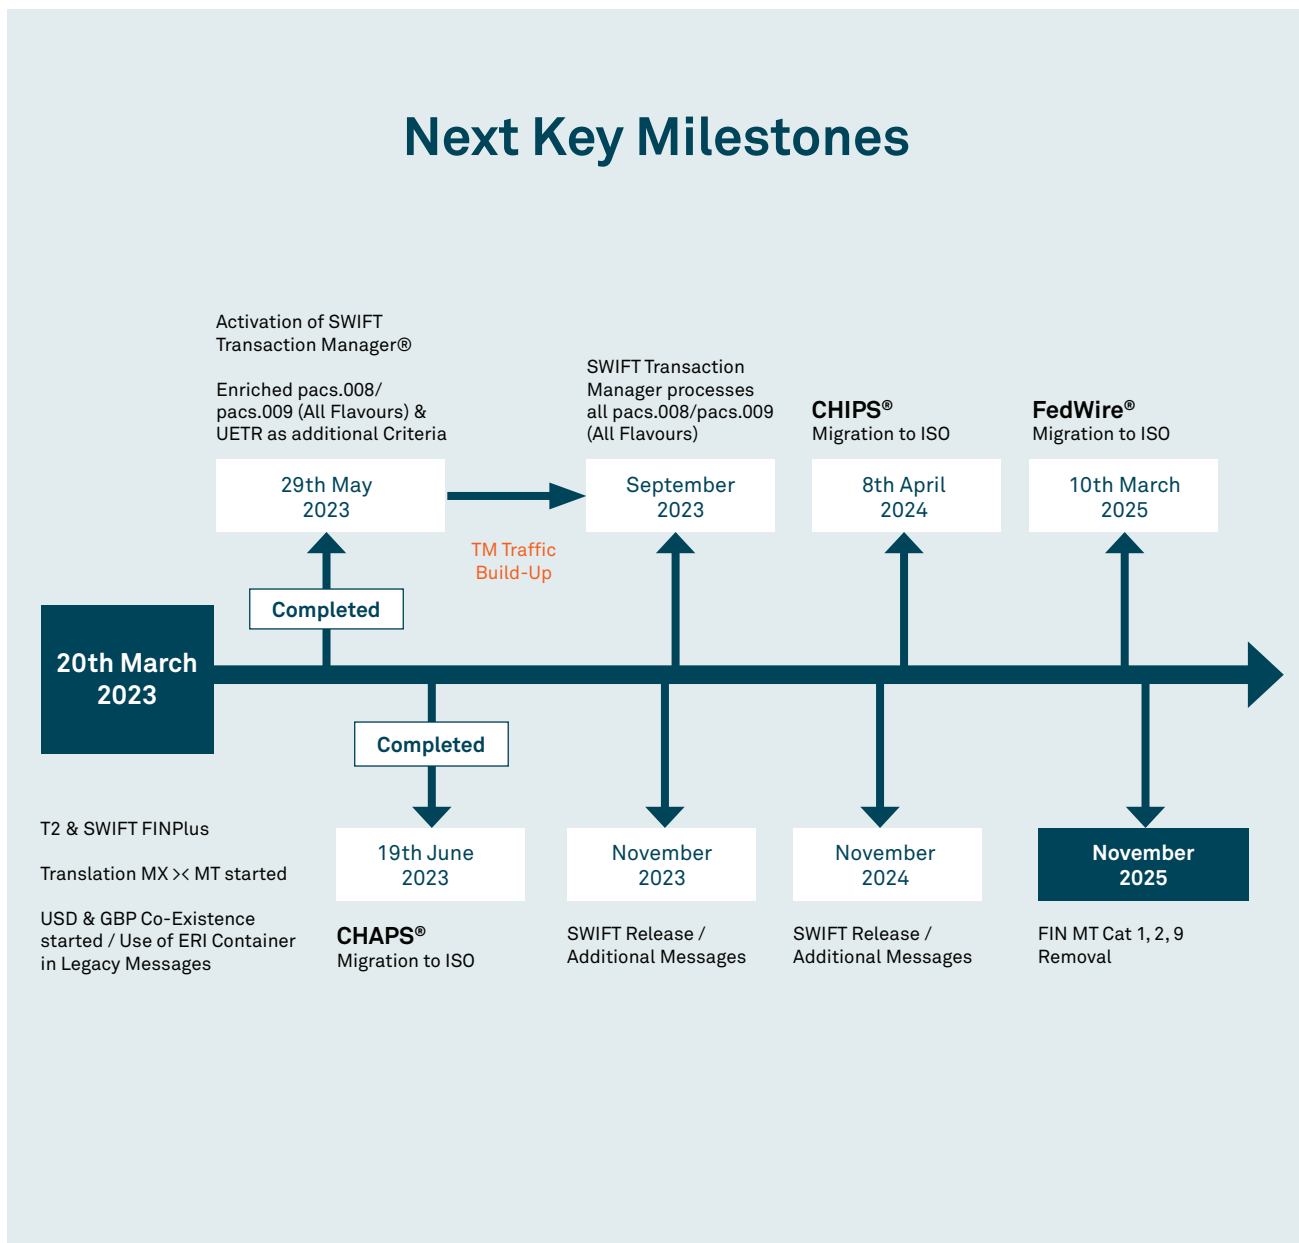 Next Key Milestones
Activation of SWIFT
Transaction Manager®
Enriched pacs.008/
pacs.009 (All Flavours) &
UETR as additional Criteria
29th May
2023
TM Traffic
Build-Up
SWIFT Transaction
Manager processes
all pacs.008/pacs.009
(All Flavours)
September
2023
CHIPS®
Migration to ISO
8th April
2024
FedWire®
Migration to ISO
10th March
2025
Completed
20th March
2023
Completed
T2 & SWIFT FINPlus
Translation MX >< MT started
USD & GBP Co-Existence
started / Use of ERI Container
in Legacy Messages
19th June
2023
CHAPS®
Migration to ISO
November
2023
SWIFT Release /
Additional Messages
November
2024
SWIFT Release /
Additional Messages
November
2025
FIN MT Cat 1, 2, 9
Removal